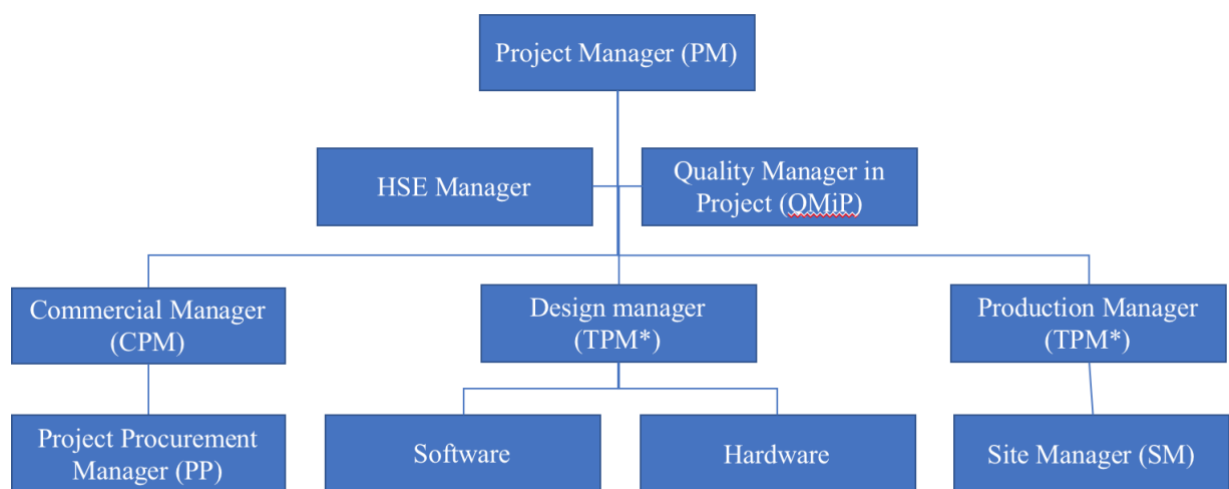 Project Manager (PM)
HSE Manager
Quality Manager in
Project (QMiP)
Commercial Manager
(CPM)
Design manager
(TPM*)
Production Manager
(TPM*)
Project Procurement
Manager (PP)
Software
Hardware
Site Manager (SM)